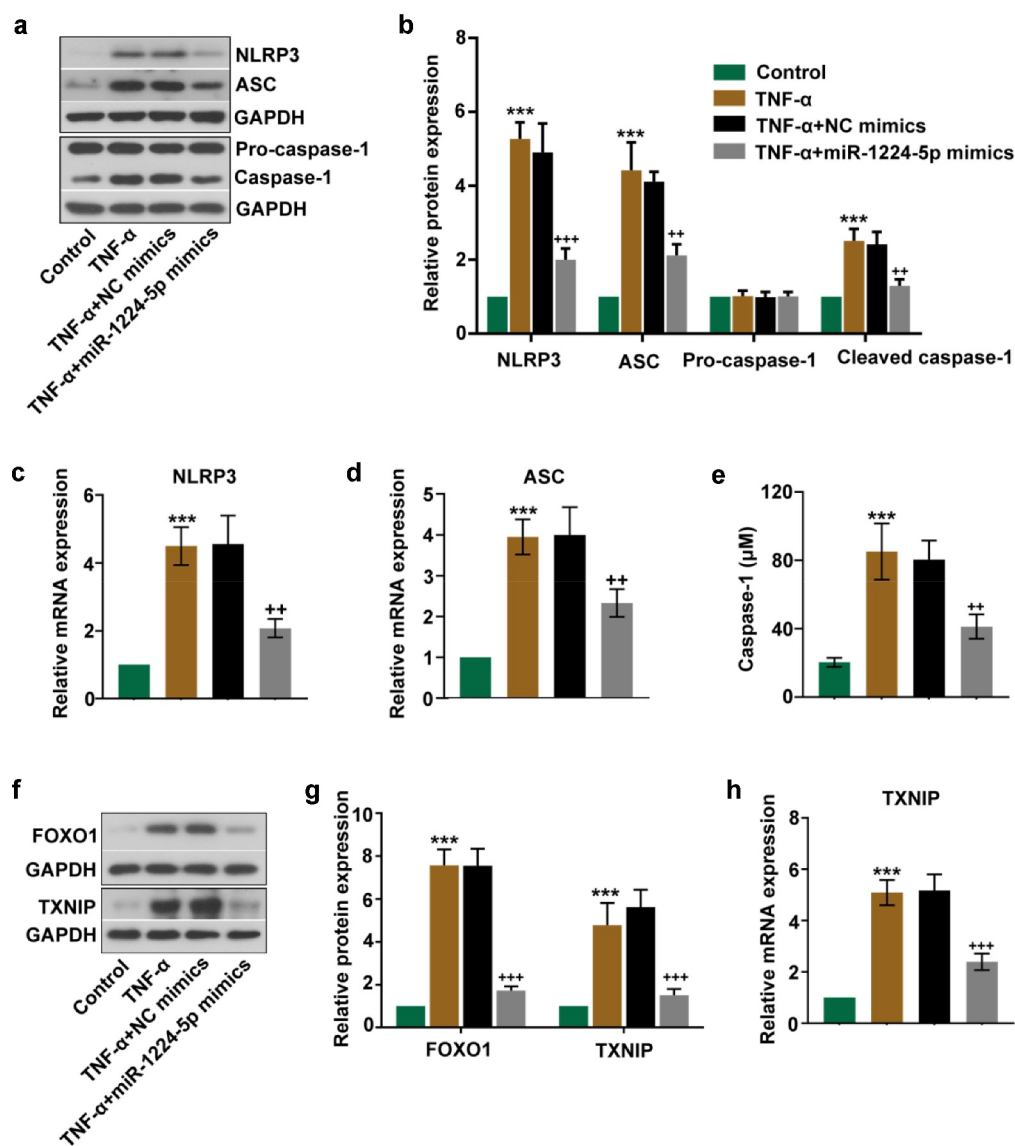 a
NLRP3
ASC
GAPDH
Pro-caspase-1
Caspase-1
GAPDH
Control
TNF-α
TNF-α+NC mimics
TNF-α+miR-1224-5p mimics
b
Relative protein expression
8
6
4
2
0
***
+++
***
++
***
++
NLRP3
ASC
Pro-caspase-1
Cleaved caspase-1
Control
TNF-α
TNF-α+NC mimics
TNF-α+miR-1224-5p mimics
c
NLRP3
Relative mRNA expression
6
4
2
0
***
++
d
ASC
Relative mRNA expression
5
4
3
2
1
0
***
++
e
Caspase-1 (μM)
120
80
40
0
***
++
f
FOXO1
GAPDH
TXNIP
GAPDH
Control
TNF-α
TNF-α+NC mimics
TNF-α+miR-1224-5p mimics
g
Relative protein expression
10
8
6
4
2
0
***
+++
***
+++
FOXO1
TXNIP
h
TXNIP
Relative mRNA expression
8
6
4
2
0
***
+++